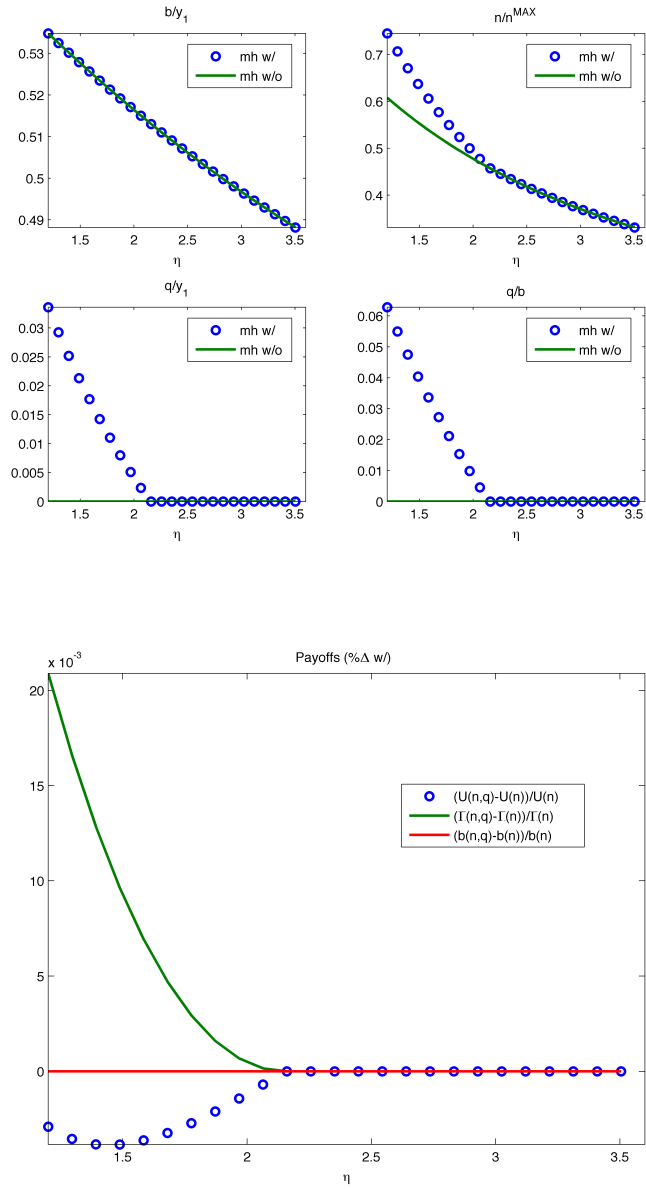 b/y1
n/n^MAX
0.53
0.52
0.51
0.5
0.49
mh w/
mh w/o
1.5 2 2.5 3 3.5
η
0.7
0.6
0.5
0.4
mh w/
mh w/o
1.5 2 2.5 3 3.5
η
q/y1
q/b
0.03
0.025
0.02
0.015
0.01
0.005
0
mh w/
mh w/o
1.5 2 2.5 3 3.5
η
0.06
0.05
0.04
0.03
0.02
0.01
0
mh w/
mh w/o
1.5 2 2.5 3 3.5
η
Payoffs (%Δ w/)
x 10^-3
20
15
10
5
0
(U(n,q)-U(n))/U(n)
(Γ(n,q)-Γ(n))/Γ(n)
(b(n,q)-b(n))/b(n)
1.5 2 2.5 3 3.5
η